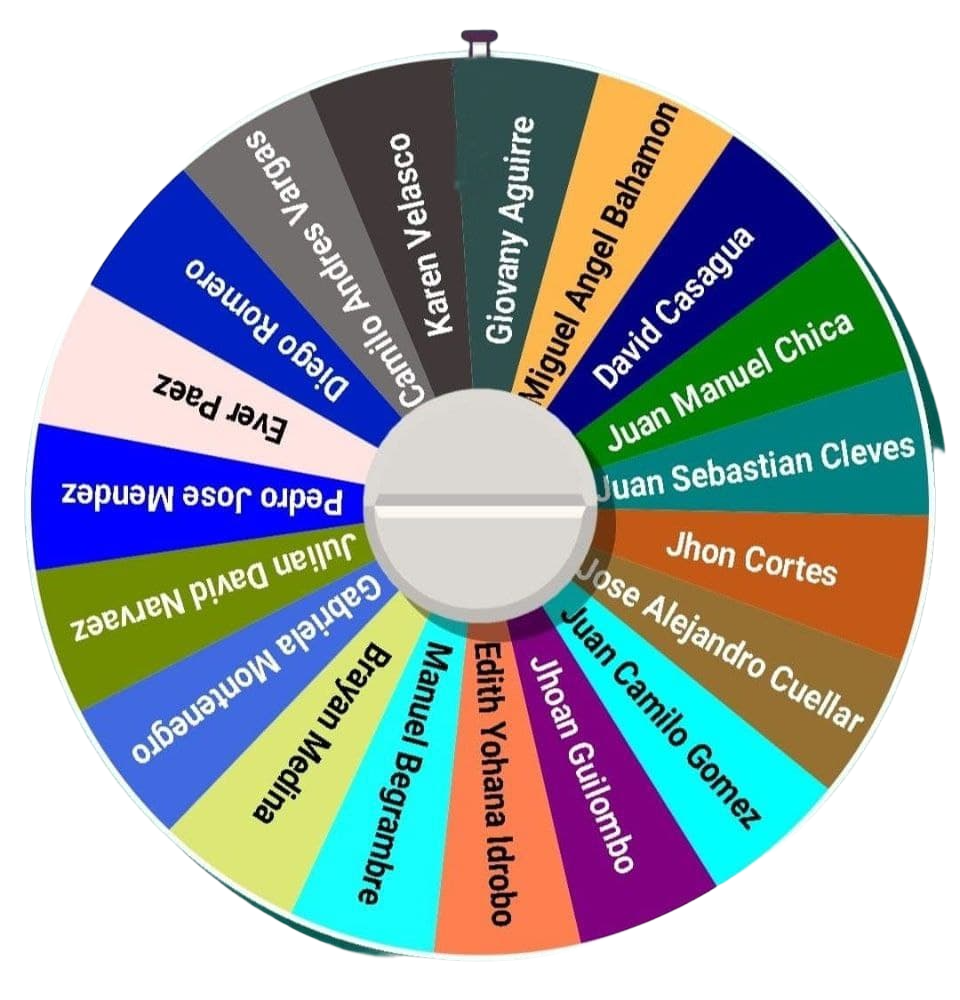 Giovany Aguirre
Miguel Angel Bahamon
David Casagua
Juan Manuel Chica
Juan Sebastian Cleves
Jhon Cortes
Jose Alejandro Cuellar
Juan Camilo Gomez
Jhoan Guilombo
Edith Yohana Idrobo
Manuel Begrambre
Brayan Medina
Gabriela Montenegro
Julian David Narvaez
Pedro Jose Mendez
Ever Paez
Diego Romero
Camilo Andres Vargas
Karen Velasco